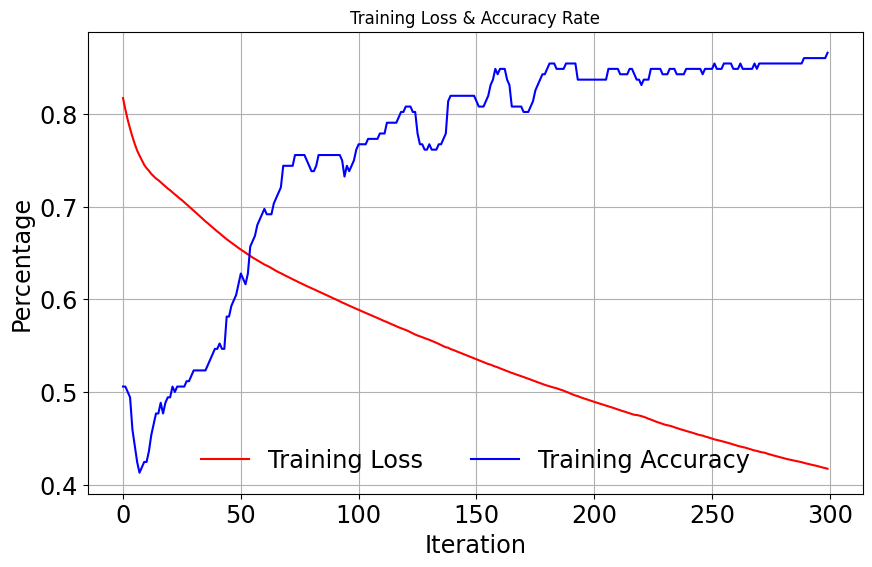 Training Loss & Accuracy Rate
Percentage
0.8
0.7
0.6
0.5
0.4
Training Loss Training Accuracy
0 50 100 150 200 250 300
Iteration